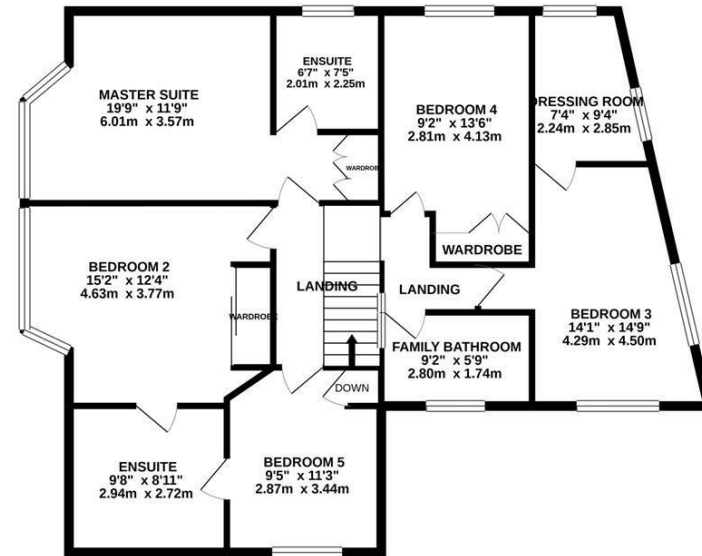 MASTER SUITE
19'9" x 11'9"
6.01m x 3.57m
ENSUITE
6'7" x 7'5"
2.01m x 2.25m
WARDROBE
BEDROOM 4
9'2" x 13'6"
2.81m x 4.13m
WARDROBE
DRESSING ROOM
7'4" x 9'4"
2.24m x 2.85m
BEDROOM 2
15'2" x 12'4"
4.63m x 3.77m
WARDROBE
LANDING
LANDING
BEDROOM 3
14'1" x 14'9"
4.29m x 4.50m
FAMILY BATHROOM
9'2" x 5'9"
2.80m x 1.74m
DOWN
ENSUITE
9'8" x 8'11"
2.94m x 2.72m
BEDROOM 5
9'5" x 11'3"
2.87m x 3.44m